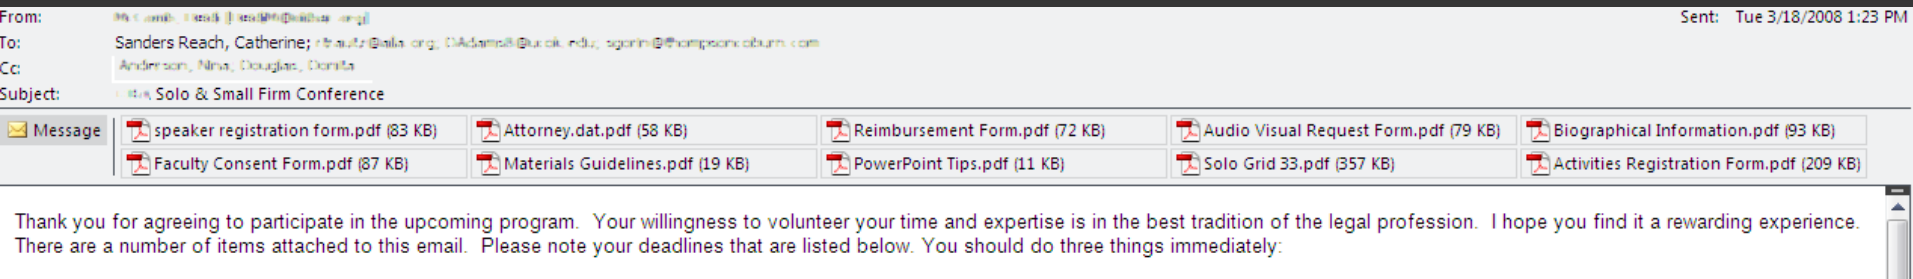 From:
Sent: Tue 3/18/2008 1:23 PM
To: Sanders Reach, Catherine;
Cc: Anderson, Nina; Douglas, Donita
Subject: Solo & Small Firm Conference
Message
speaker registration form.pdf (83 KB) Attorney.dat.pdf (58 KB) Reimbursement Form.pdf (72 KB) Audio Visual Request Form.pdf (79 KB) Biographical Information.pdf (93 KB)
Faculty Consent Form.pdf (87 KB) Materials Guidelines.pdf (19 KB) PowerPoint Tips.pdf (11 KB) Solo Grid 33.pdf (357 KB) Activities Registration Form.pdf (209 KB)
Thank you for agreeing to participate in the upcoming program.  Your willingness to volunteer your time and expertise is in the best tradition of the legal profession.  I hope you find it a rewarding experience.
There are a number of items attached to this email.  Please note your deadlines that are listed below. You should do three things immediately: